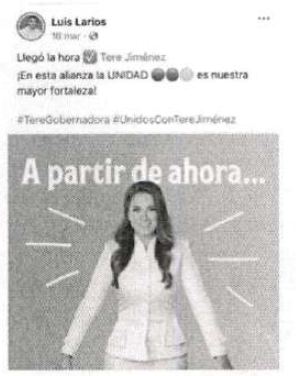 Luis Larios
18 mar ·
Llegó la hora ☑ Tere Jiménez
¡En esta alianza la UNIDAD ⚫⚫⚪ es nuestra
mayor fortaleza!
#TereGobernadora #UnidosConTereJiménez
A partir de ahora...